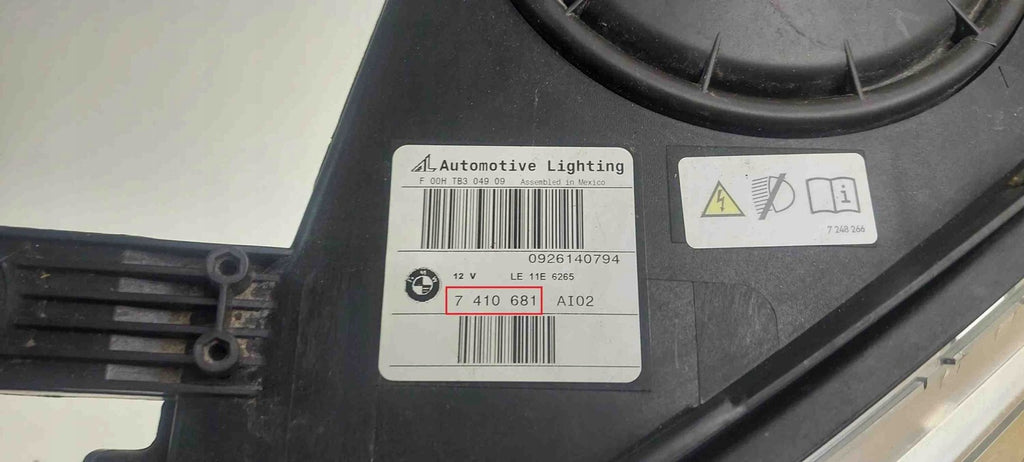 AL Automotive Lighting
F 00H TB3 049 09 Assembled in Mexico
0926140794
12 V LE 11E 6265
7 410 681 AI02
7 248 266